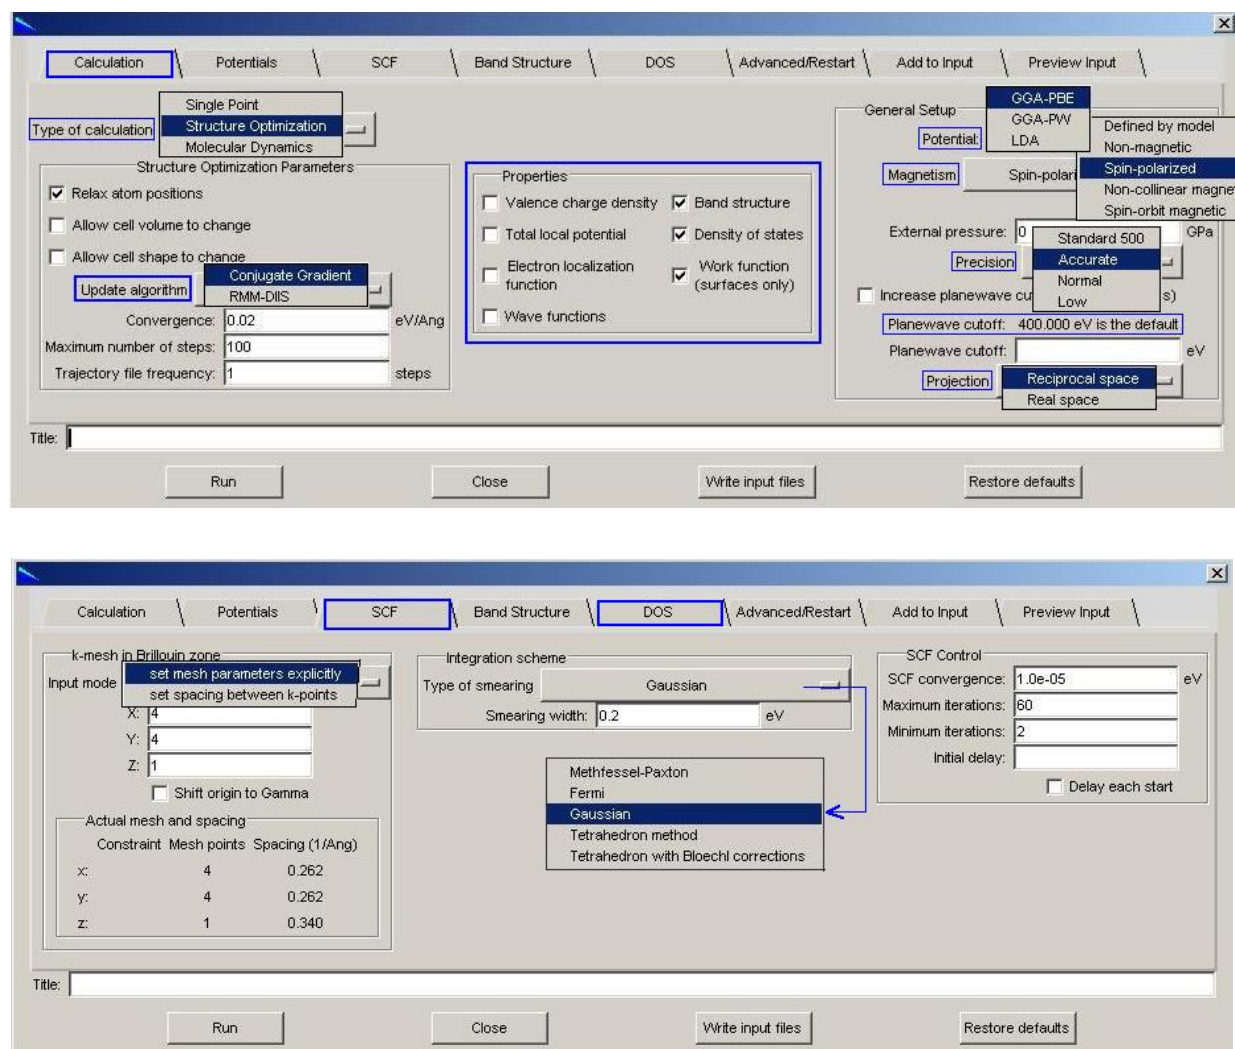 Calculation Potentials SCF Band Structure DOS Advanced/Restart Add to Input Preview Input
Type of calculation
Single Point
Structure Optimization
Molecular Dynamics
Structure Optimization Parameters
Relax atom positions
Allow cell volume to change
Allow cell shape to change
Update algorithm
Conjugate Gradient
RMM-DIIS
Convergence: 0.02 eV/Ang
Maximum number of steps: 100
Trajectory file frequency: 1 steps
Properties
Valence charge density Band structure
Total local potential Density of states
Electron localization function Work function (surfaces only)
Wave functions
General Setup
Potential:
GGA-PBE
GGA-PW
LDA
Magnetism Spin-polari
Defined by model
Non-magnetic
Spin-polarized
Non-collinear magne
Spin-orbit magnetic
External pressure: 0 GPa
Precision
Standard 500
Accurate
Normal
Low
Increase planewave cu s)
Planewave cutoff: 400.000 eV is the default
Planewave cutoff: eV
Projection
Reciprocal space
Real space
Title:
Run Close Write input files Restore defaults
Calculation Potentials SCF Band Structure DOS Advanced/Restart Add to Input Preview Input
k-mesh in Brillouin zone
Input mode
set mesh parameters explicitly
set spacing between k-points
X: 4
Y: 4
Z: 1
Shift origin to Gamma
Actual mesh and spacing
Constraint Mesh points Spacing (1/Ang)
x: 4 0.262
y: 4 0.262
z: 1 0.340
Integration scheme
Type of smearing Gaussian
Smearing width: 0.2 eV
Methfessel-Paxton
Fermi
Gaussian
Tetrahedron method
Tetrahedron with Bloechl corrections
SCF Control
SCF convergence: 1.0e-05 eV
Maximum iterations: 60
Minimum iterations: 2
Initial delay:
Delay each start
Title:
Run Close Write input files Restore defaults